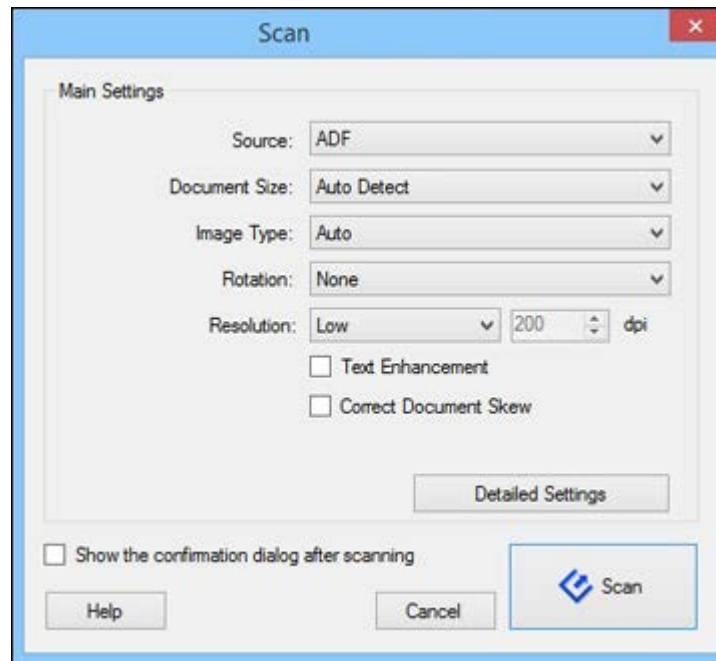 Scan
Main Settings
Source: ADF
Document Size: Auto Detect
Image Type: Auto
Rotation: None
Resolution: Low 200 dpi
Text Enhancement
Correct Document Skew
Detailed Settings
Show the confirmation dialog after scanning
Scan
Help Cancel